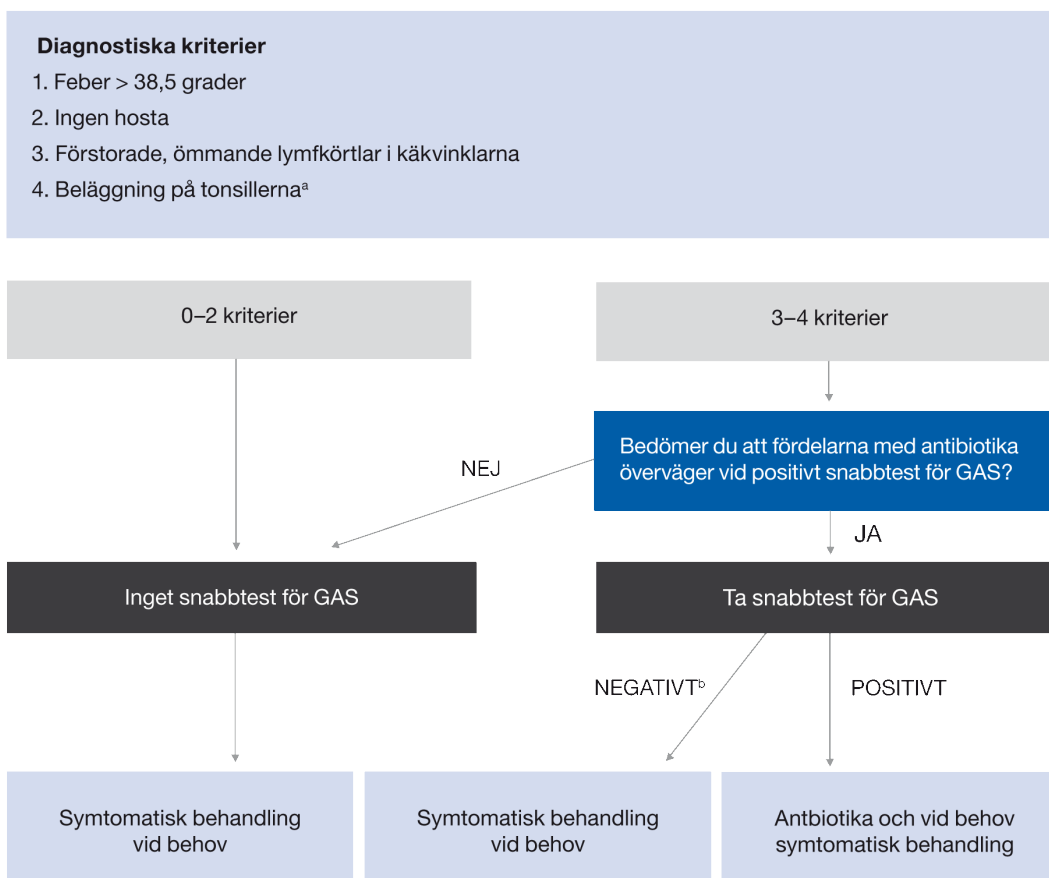 Diagnostiska kriterier
1. Feber > 38,5 grader
2. Ingen hosta
3. Förstorade, ömmande lymfkörtlar i käkvinklarna
4. Beläggning på tonsillernaᵃ
0–2 kriterier
3–4 kriterier
Bedömer du att fördelarna med antibiotika
överväger vid positivt snabbtest för GAS?
NEJ
JA
Inget snabbtest för GAS
Ta snabbtest för GAS
NEGATIVTᵇ
POSITIVT
Symtomatisk behandling
vid behov
Symtomatisk behandling
vid behov
Antbiotika och vid behov
symtomatisk behandling